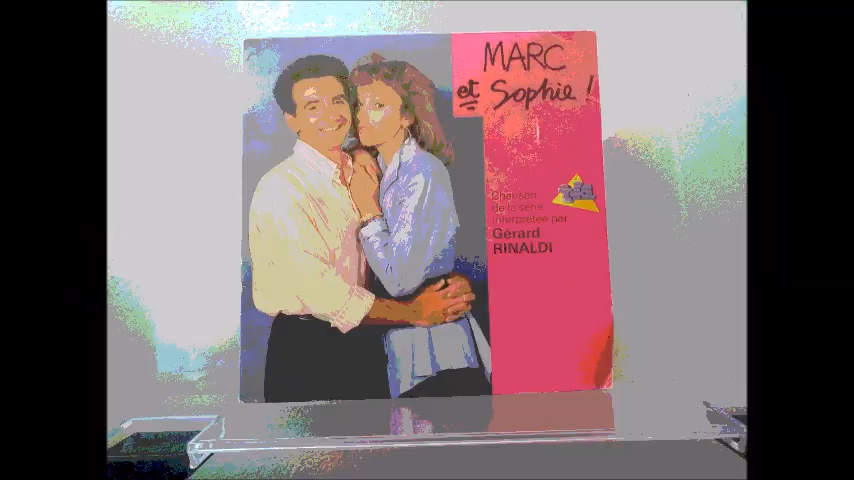 MARC
et Sophie !
Chanson
de la série
interprétée par
Gérard
RINALDI